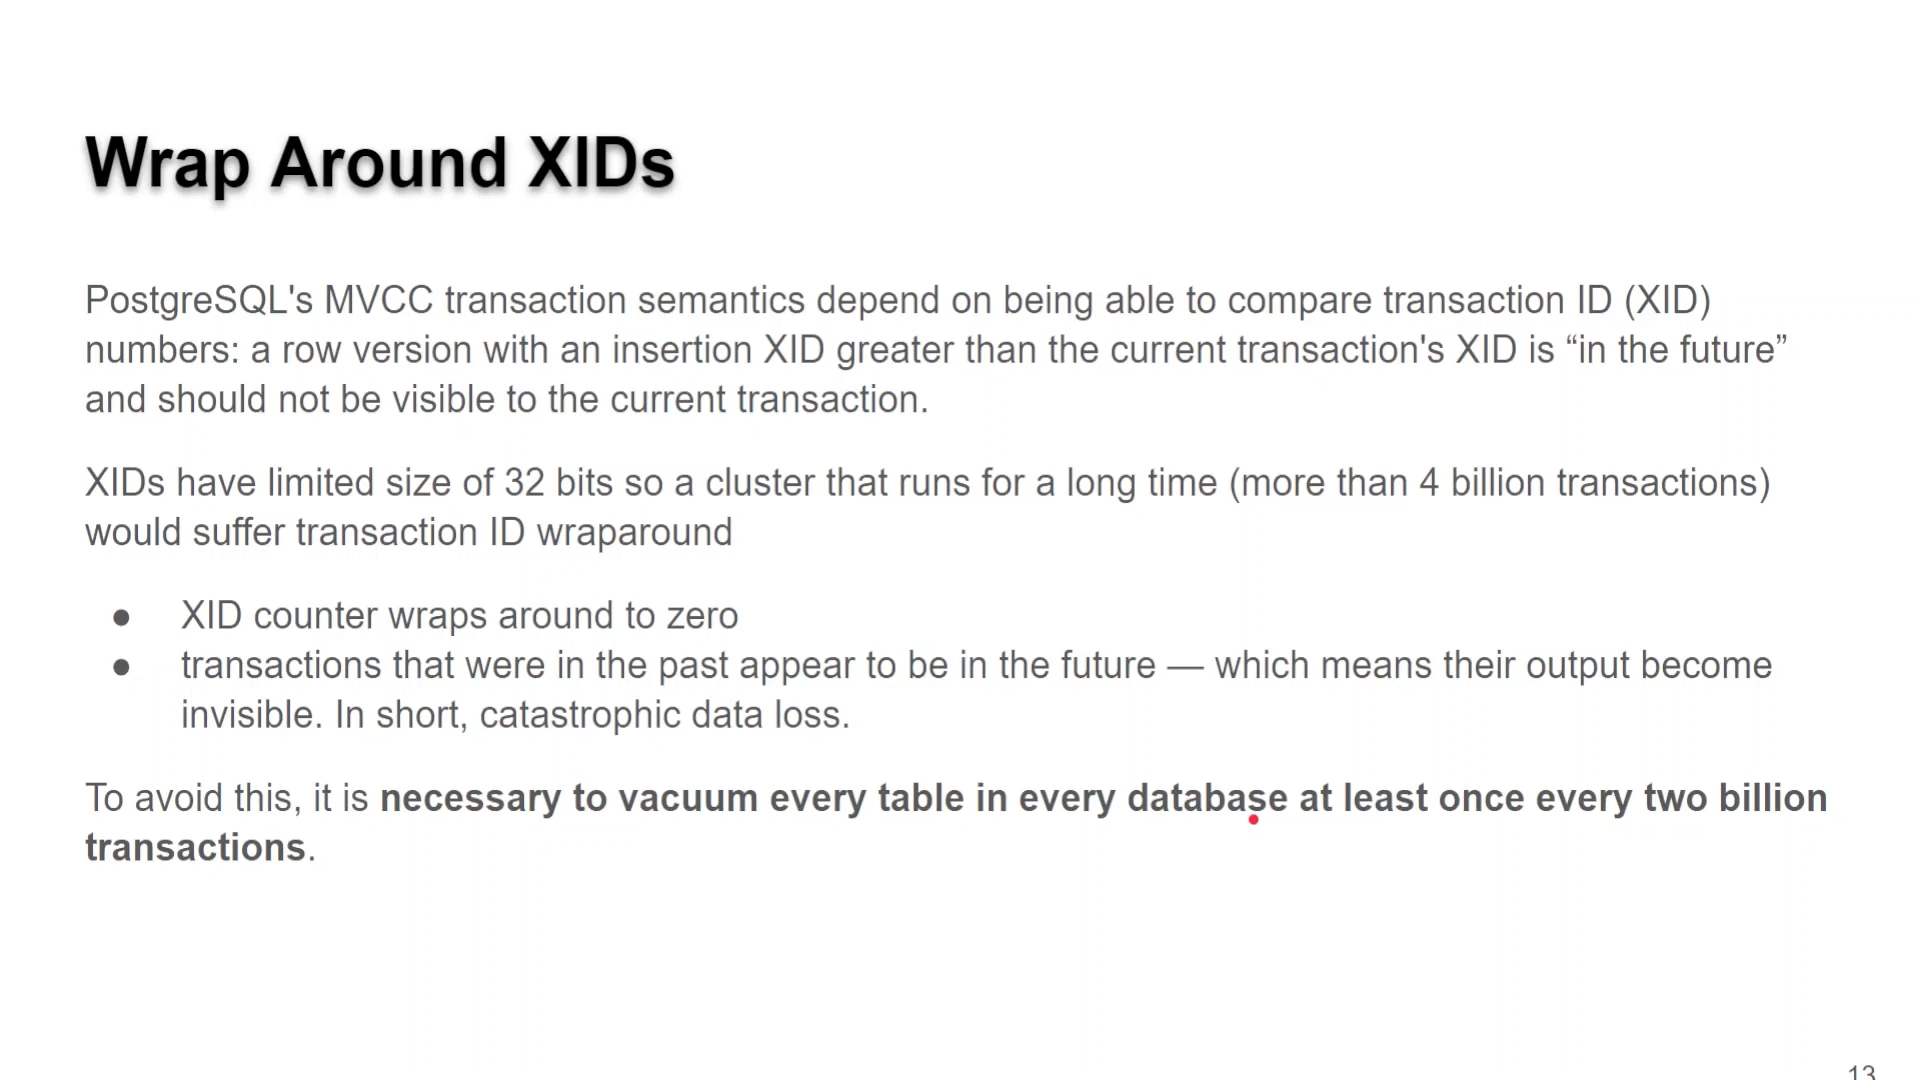 Wrap Around XIDs
PostgreSQL's MVCC transaction semantics depend on being able to compare transaction ID (XID)
numbers: a row version with an insertion XID greater than the current transaction's XID is “in the future”
and should not be visible to the current transaction.
XIDs have limited size of 32 bits so a cluster that runs for a long time (more than 4 billion transactions)
would suffer transaction ID wraparound
● XID counter wraps around to zero
● transactions that were in the past appear to be in the future — which means their output become
invisible. In short, catastrophic data loss.
To avoid this, it is necessary to vacuum every table in every database at least once every two billion
transactions.
13